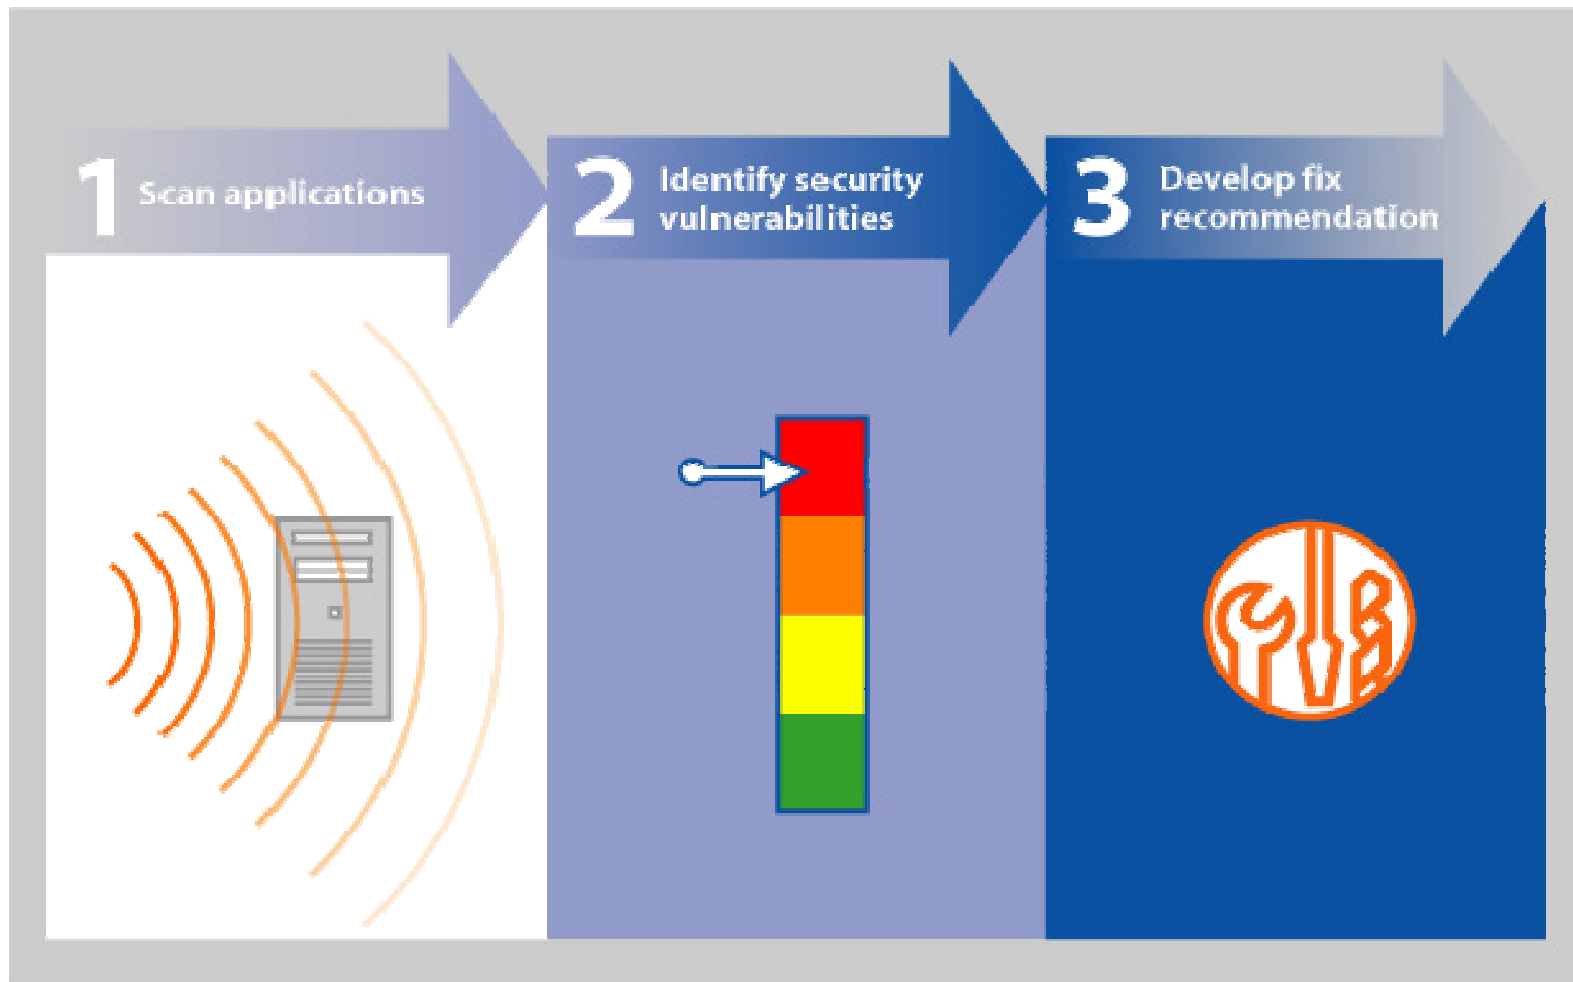 1 Scan applications
2 Identify security
vulnerabilities
3 Develop fix
recommendation